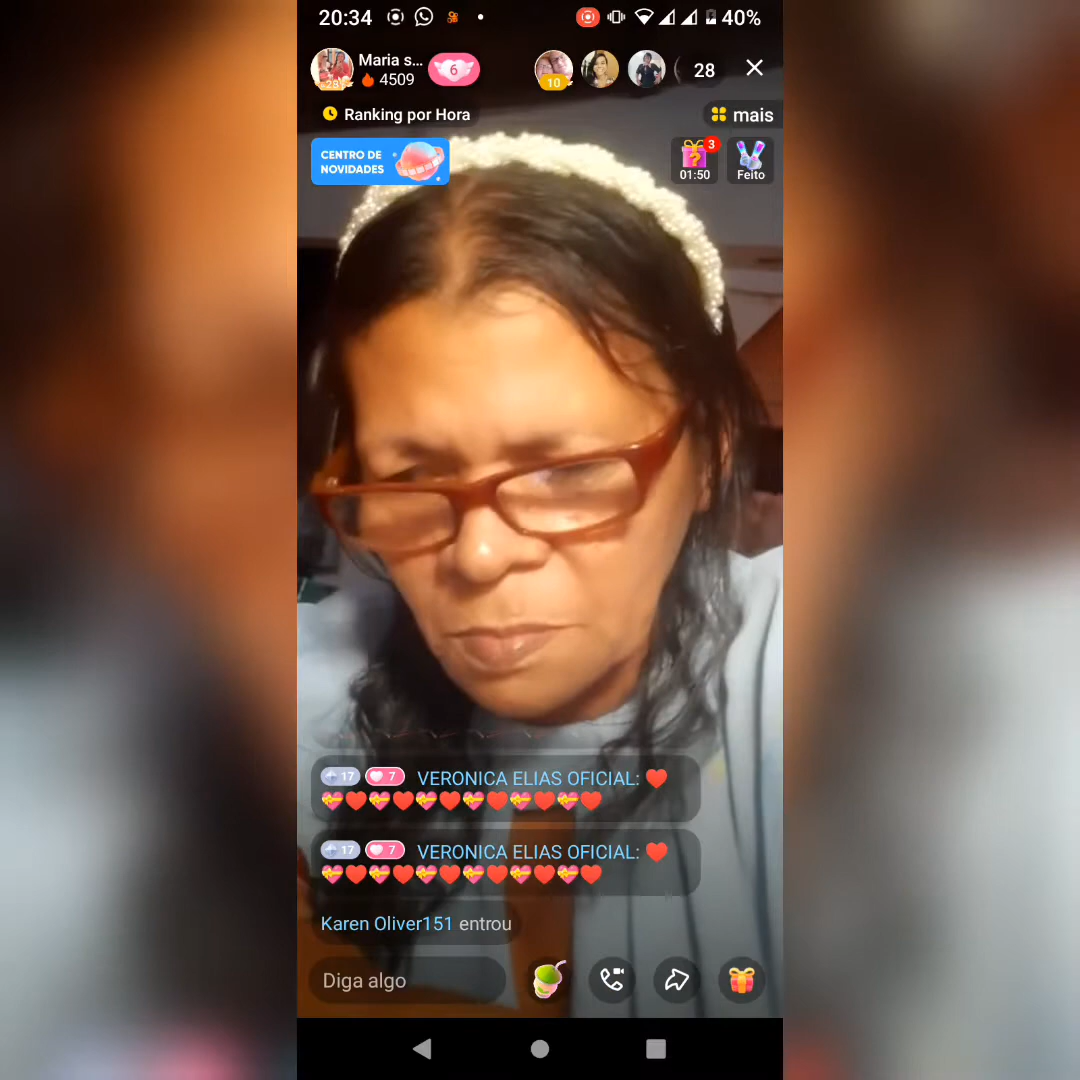 20:34
40%
Maria s...
4509
6
10
28
28
Ranking por Hora
mais
CENTRO DE
NOVIDADES
3
01:50
Feito
17 7 VERONICA ELIAS OFICIAL: ♥️
💝♥️💝♥️💝♥️💝♥️💝♥️💝♥️
17 7 VERONICA ELIAS OFICIAL: ♥️
💝♥️💝♥️💝♥️💝♥️💝♥️💝♥️
Karen Oliver151 entrou
Diga algo